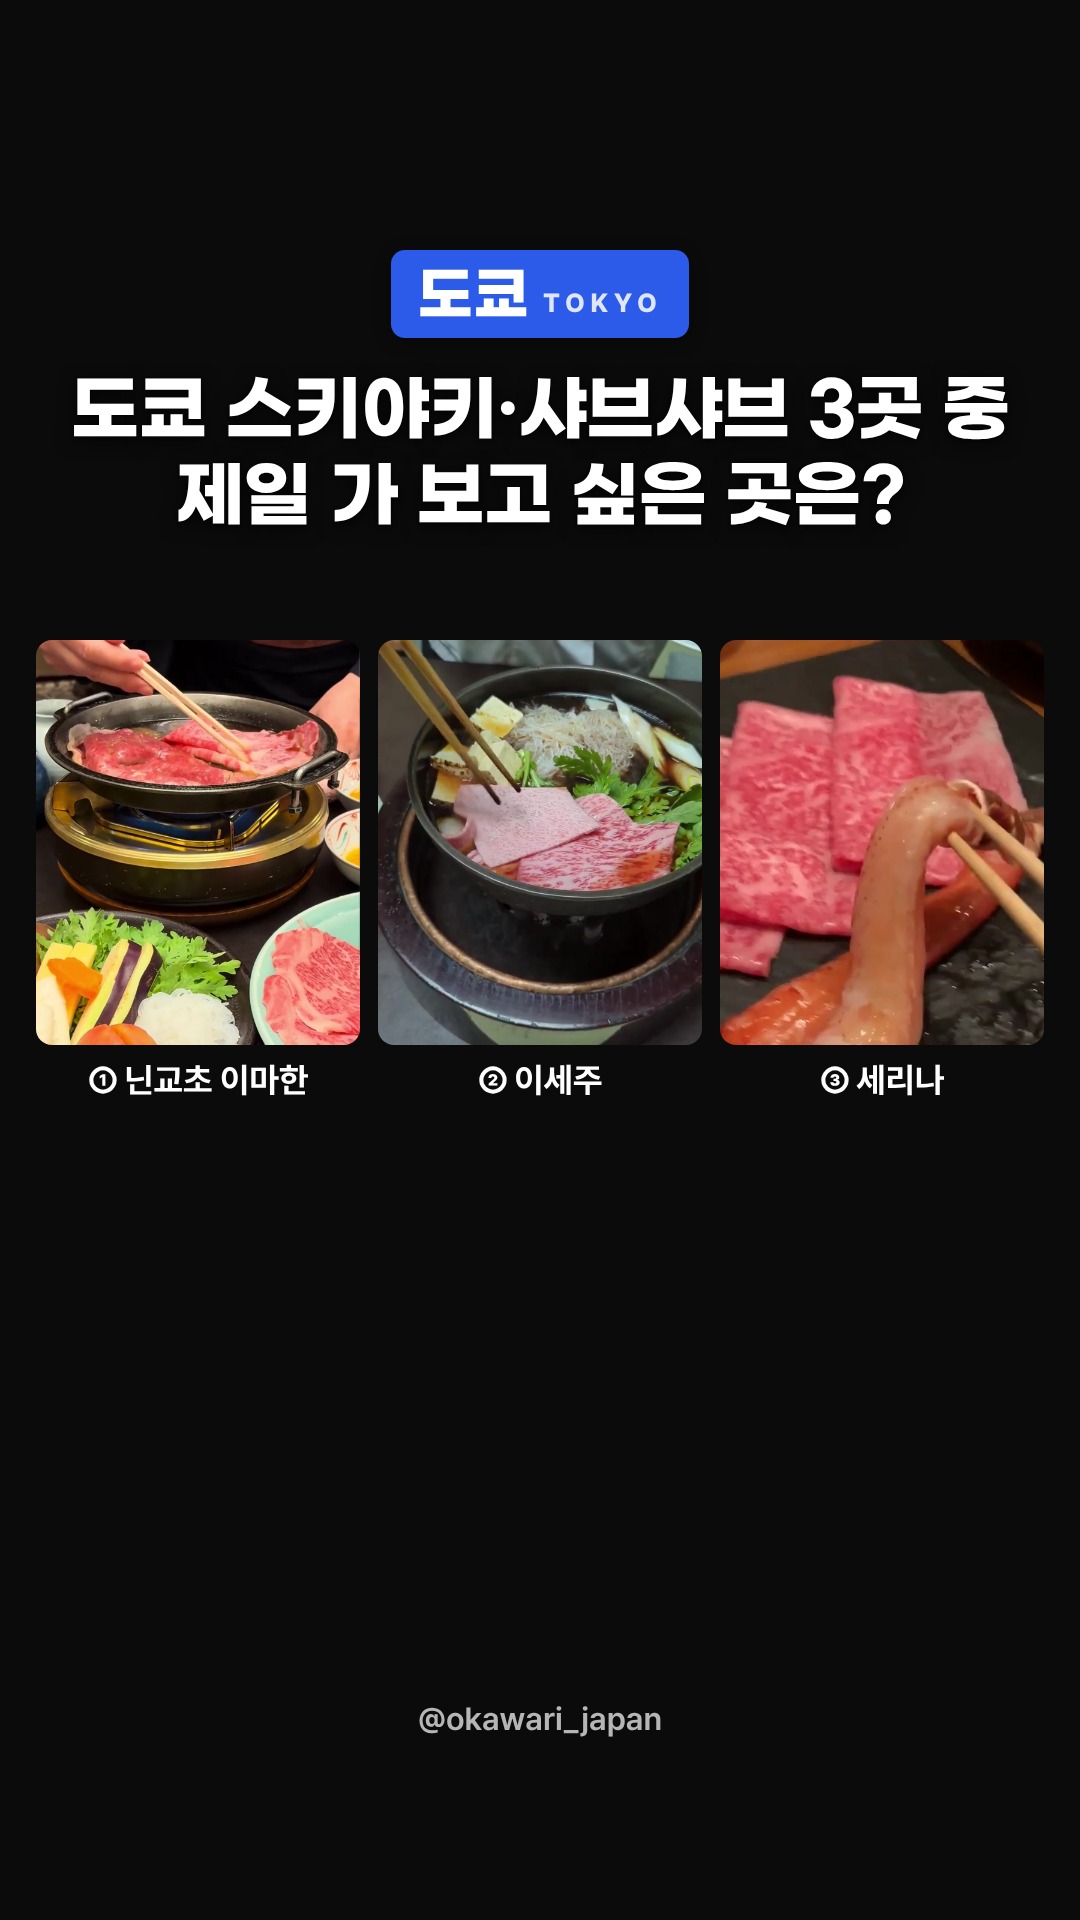 도쿄 TOKYO
도쿄 스키야키·샤브샤브 3곳 중
제일 가 보고 싶은 곳은?
① 닌교초 이마한
② 이세주
③ 세리나
@okawari_japan